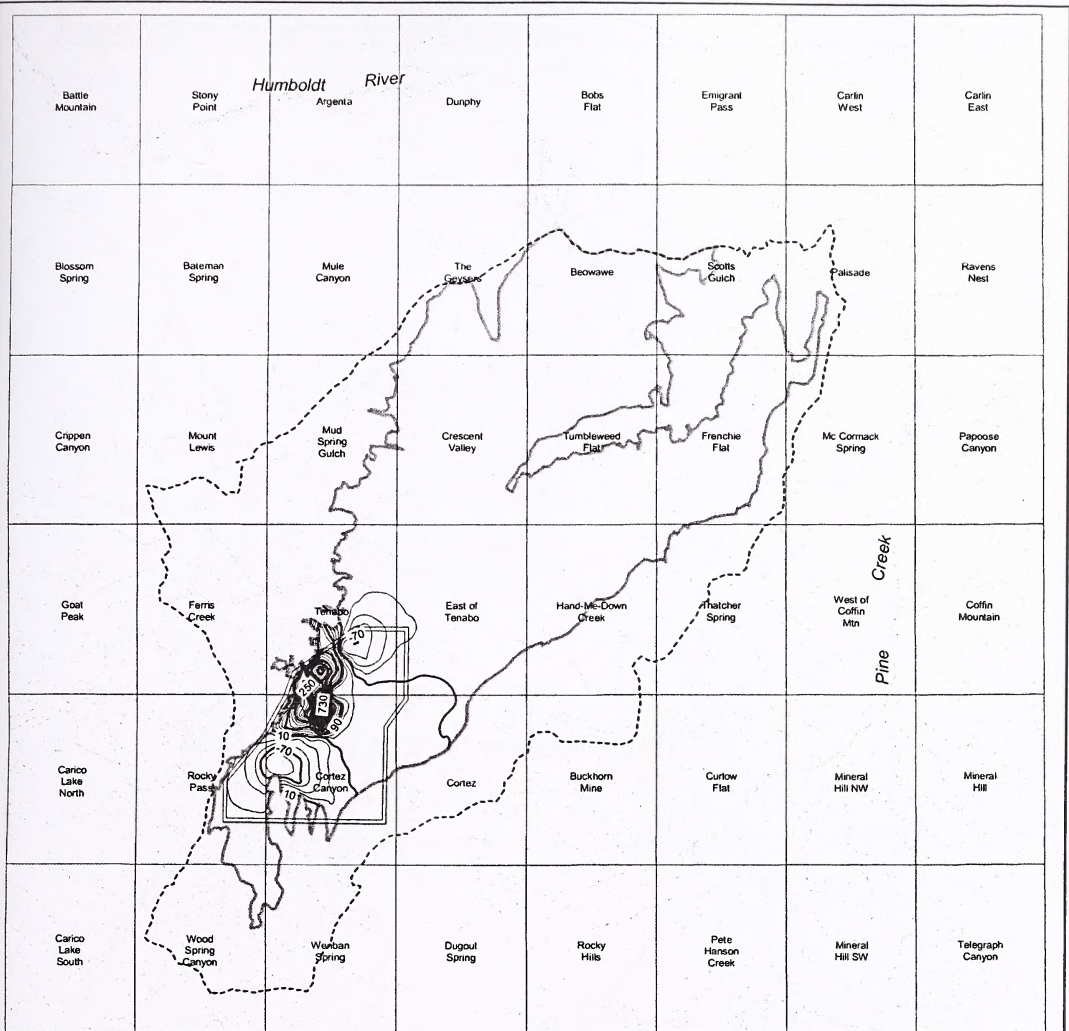 Humboldt River
Battle
Mountain
Stony
Point
Argenta
Dunphy
Bobs
Flat
Emigrant
Pass
Carlin
West
Carlin
East
Blossom
Spring
Bateman
Spring
Mule
Canyon
The
Geysers
Beowawe
Scotts
Gulch
Palisade
Ravens
Nest
Crippen
Canyon
Mount
Lewis
Mud
Spring
Gulch
Crescent
Valley
Tumbleweed
Flat
Frenchie
Flat
Mc Cormack
Spring
Papoose
Canyon
Goat
Peak
Ferris
Creek
Tenabo
East of
Tenabo
Hand-Me-Down
Creek
Thatcher
Spring
West of
Coffin
Mtn
Coffin
Mountain
Pine Creek
-70
250
730
90
10
-70
10
Carico
Lake
North
Rocky
Pass
Cortez
Canyon
Cortez
Buckhorn
Mine
Curlow
Flat
Mineral
Hill NW
Mineral
Hill
Carico
Lake
South
Wood
Spring
Canyon
Wenban
Spring
Dugout
Spring
Rocky
Hills
Pete
Hanson
Creek
Mineral
Hill SW
Telegraph
Canyon